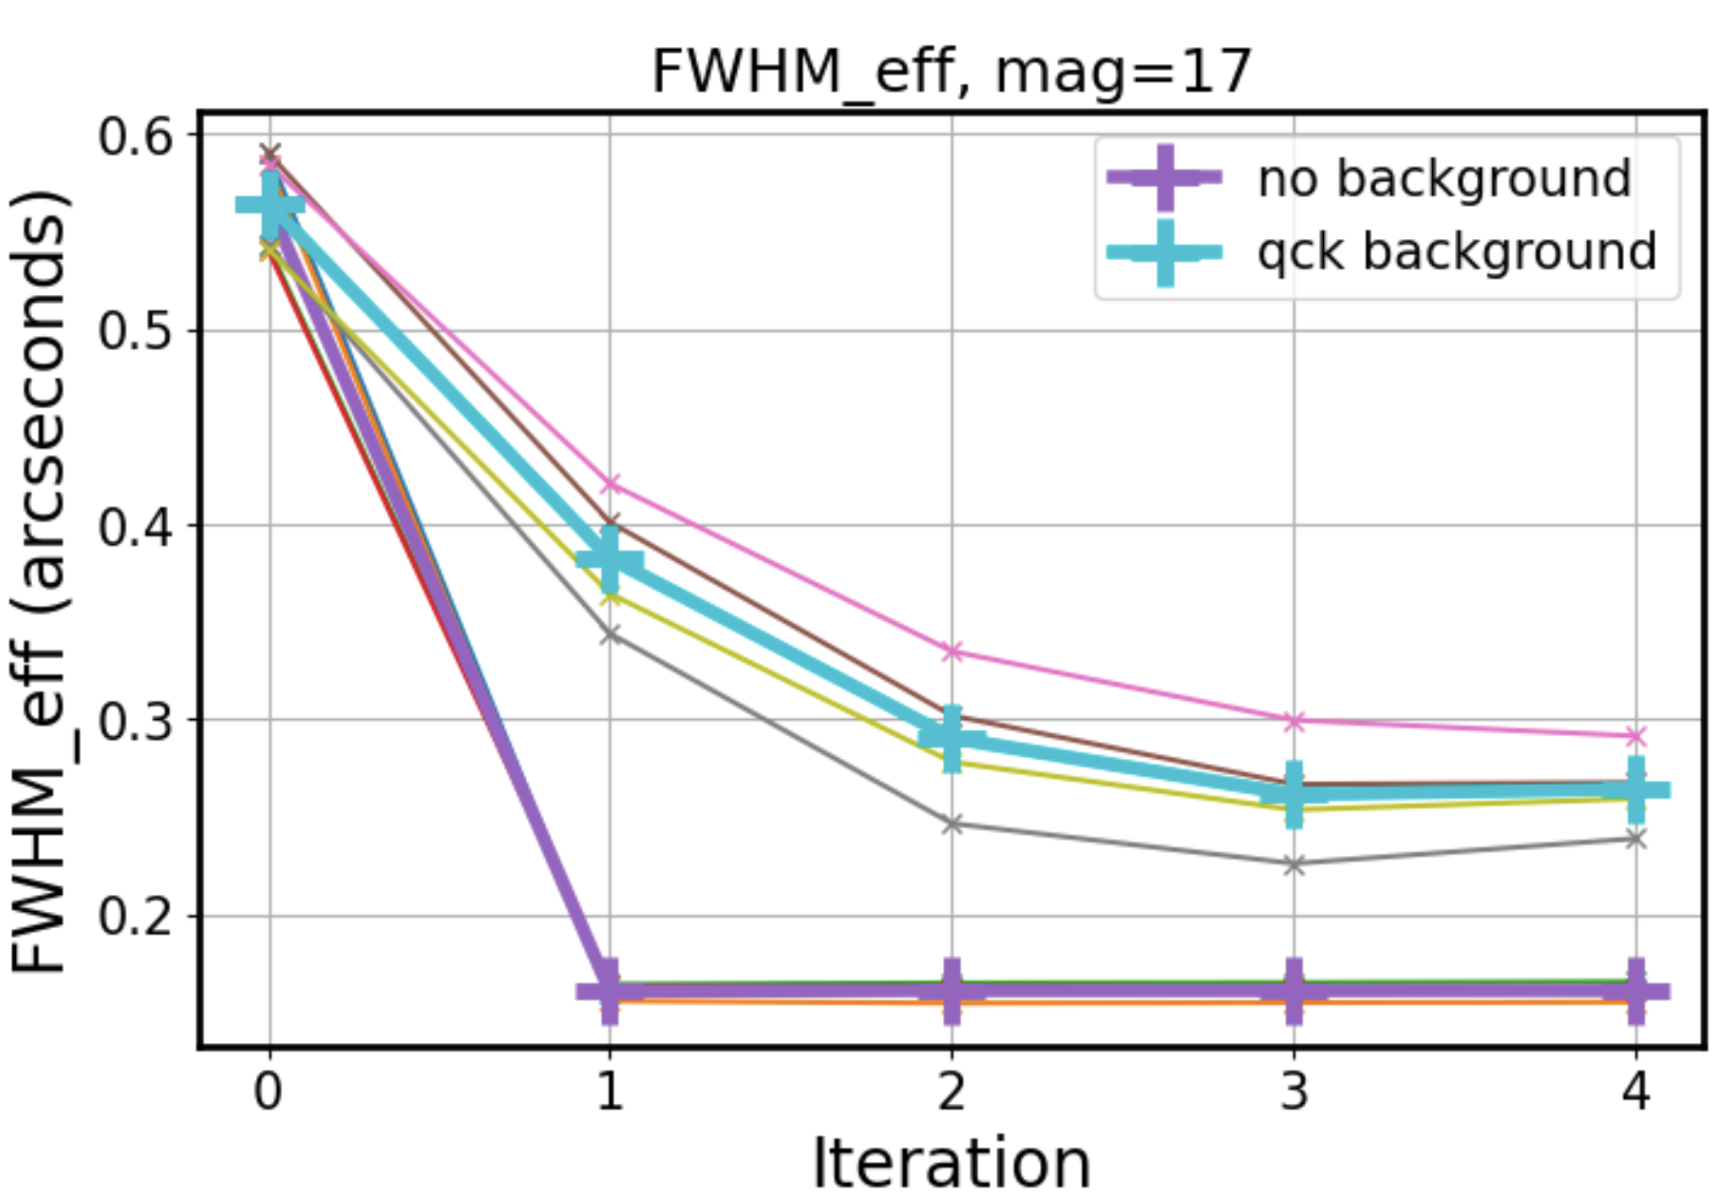 FWHM_eff, mag=17
no background
qck background
FWHM_eff (arcseconds)
0.6
0.5
0.4
0.3
0.2
0 1 2 3 4
Iteration